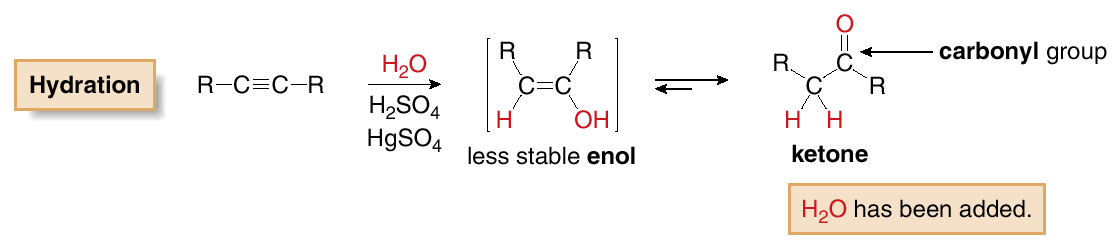 Hydration
R–C≡C–R
H₂O
H₂SO₄
HgSO₄
R R
C=C
H OH
less stable enol
O
R C R
C
H H
carbonyl group
ketone
H₂O has been added.